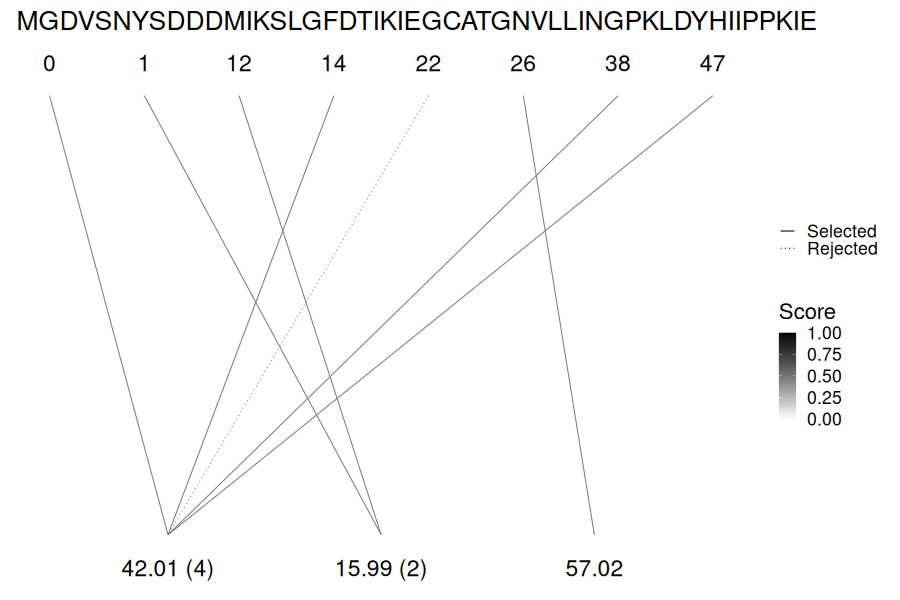 MGDVSNYSDDDMIKSLGFDTIKIEGCATGNVLLINGPKLDYHIIPPKIE
0 1 12 14 22 26 38 47
Selected
Rejected
Score
1.00
0.75
0.50
0.25
0.00
42.01 (4) 15.99 (2) 57.02